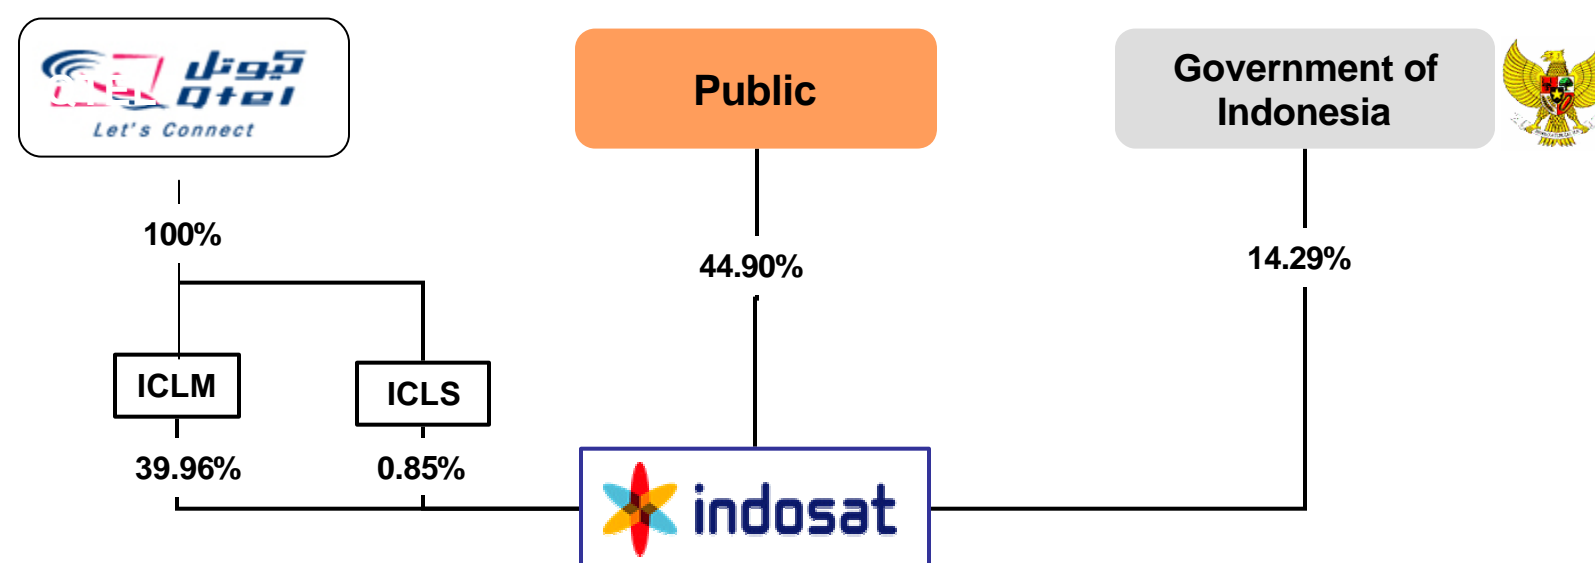 كيوتل
Qtel
Let's Connect
Public
Government of
Indonesia
100%
44.90%
14.29%
ICLM
ICLS
39.96%
0.85%
indosat